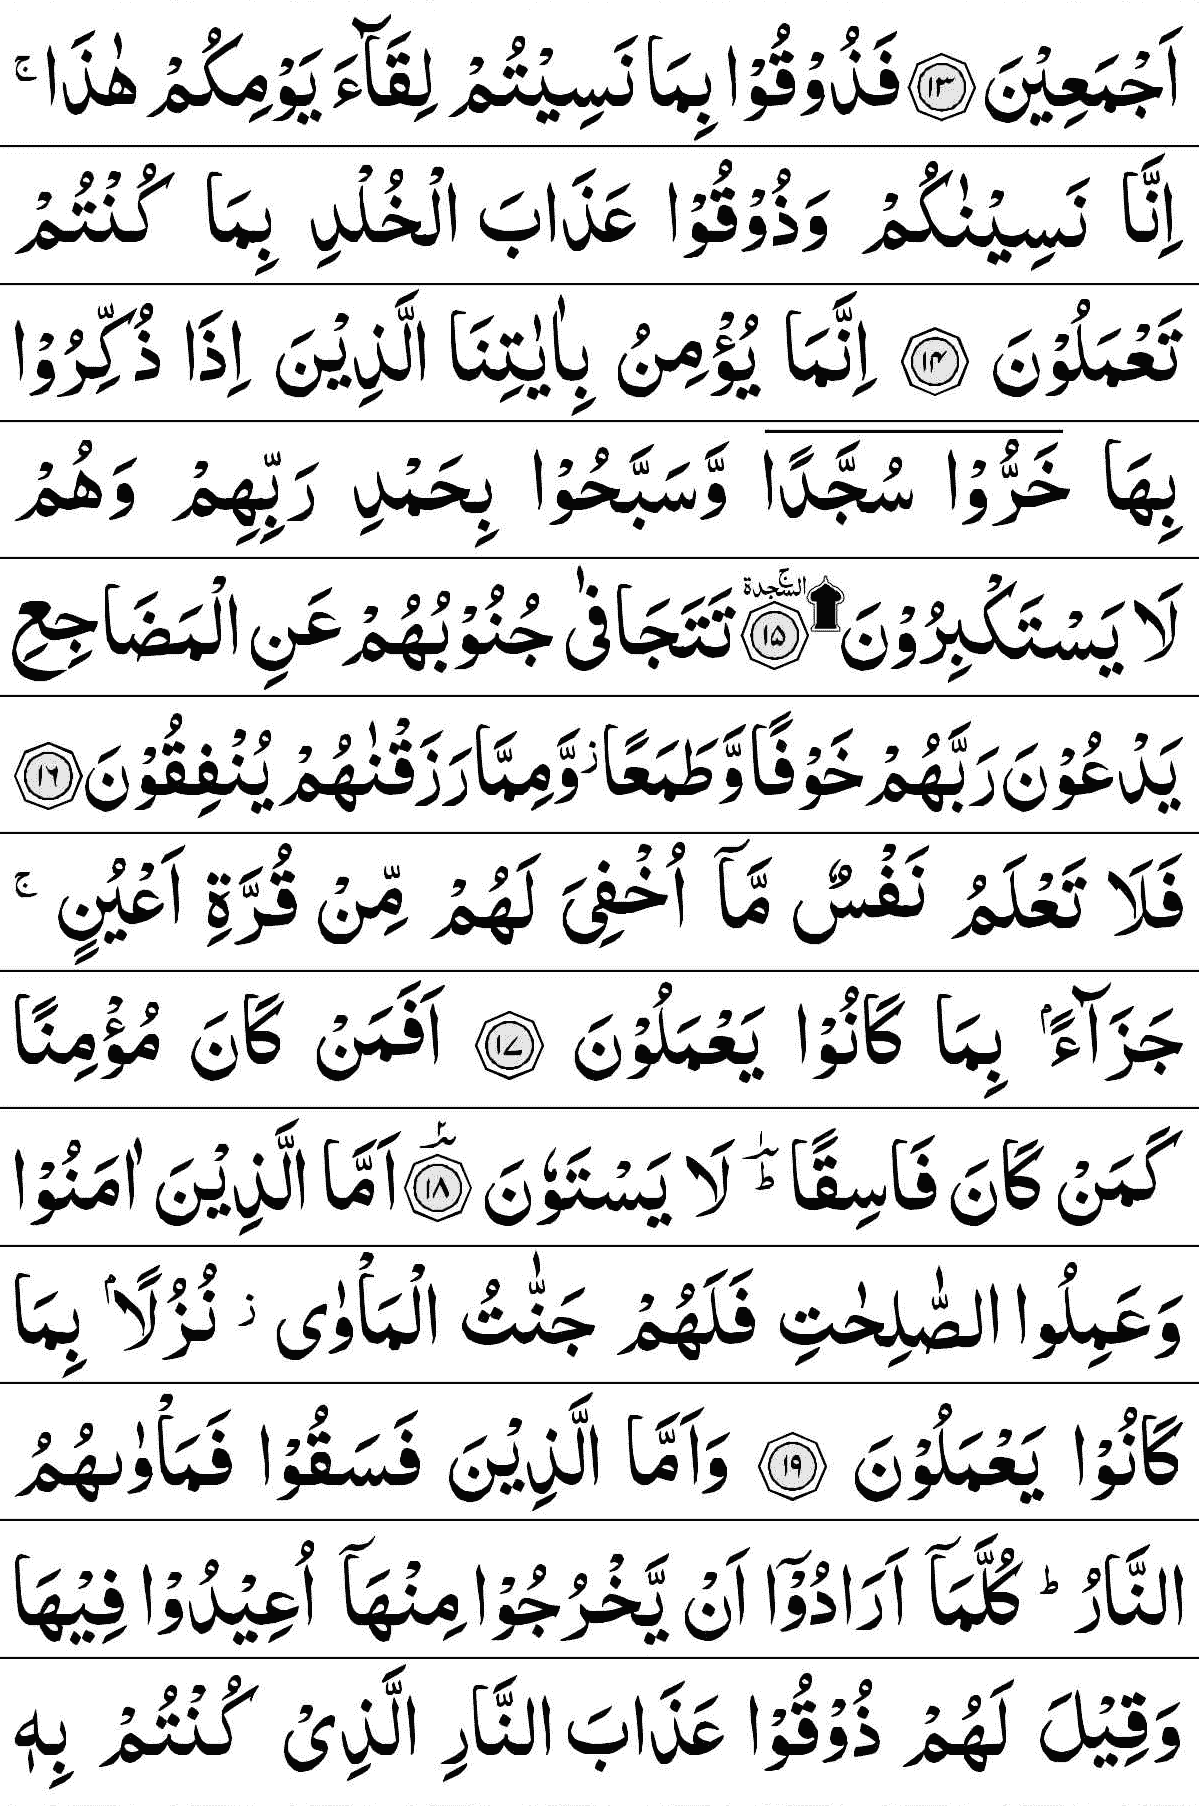 اَجْمَعِيْنَ ۝۱۳ فَذُوْقُوْا بِمَا نَسِيْتُمْ لِقَآءَ يَوْمِكُمْ هٰذَا ۚ
اِنَّا نَسِيْنٰكُمْ وَذُوْقُوْا عَذَابَ الْخُلْدِ بِمَا كُنْتُمْ
تَعْمَلُوْنَ ۝۱۴ اِنَّمَا يُؤْمِنُ بِاٰيٰتِنَا الَّذِيْنَ اِذَا ذُكِّرُوْا
بِهَا خَرُّوْا سُجَّدًا وَّسَبَّحُوْا بِحَمْدِ رَبِّهِمْ وَهُمْ
لَا يَسْتَكْبِرُوْنَ ۩ السجدة ۚ ۝۱۵ تَتَجَافٰى جُنُوْبُهُمْ عَنِ الْمَضَاجِعِ
يَدْعُوْنَ رَبَّهُمْ خَوْفًا وَّطَمَعًا ؗ وَّمِمَّا رَزَقْنٰهُمْ يُنْفِقُوْنَ ۝۱۶
فَلَا تَعْلَمُ نَفْسٌ مَّاۤ اُخْفِيَ لَهُمْ مِّنْ قُرَّةِ اَعْيُنٍ ۚ
جَزَآءًۢ بِمَا كَانُوْا يَعْمَلُوْنَ ۝۱۷ اَفَمَنْ كَانَ مُؤْمِنًا
كَمَنْ كَانَ فَاسِقًا ؕ لَا يَسْتَوٗنَ ۝۱۸ اَمَّا الَّذِيْنَ اٰمَنُوْا
وَعَمِلُوا الصّٰلِحٰتِ فَلَهُمْ جَنّٰتُ الْمَاْوٰى ؗ نُزُلًاۢ بِمَا
كَانُوْا يَعْمَلُوْنَ ۝۱۹ وَاَمَّا الَّذِيْنَ فَسَقُوْا فَمَاْوٰىهُمُ
النَّارُ ؕ كُلَّمَاۤ اَرَادُوْۤا اَنْ يَّخْرُجُوْا مِنْهَاۤ اُعِيْدُوْا فِيْهَا
وَقِيْلَ لَهُمْ ذُوْقُوْا عَذَابَ النَّارِ الَّذِيْ كُنْتُمْ بِهٖ